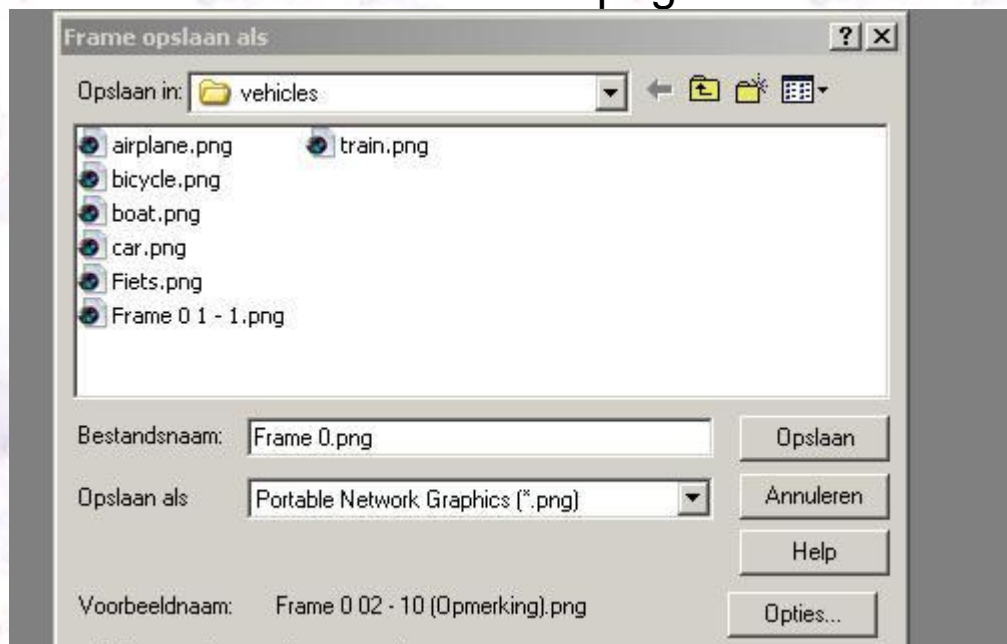 png
Frame opslaan als
Opslaan in: vehicles
airplane.png
bicycle.png
boat.png
car.png
Fiets.png
Frame 0 1 - 1.png
train.png
Bestandsnaam: Frame 0.png
Opslaan
Opslaan als Portable Network Graphics (*.png)
Annuleren
Help
Voorbeeldnaam: Frame 0 02 - 10 (Opmerking).png
Opties...